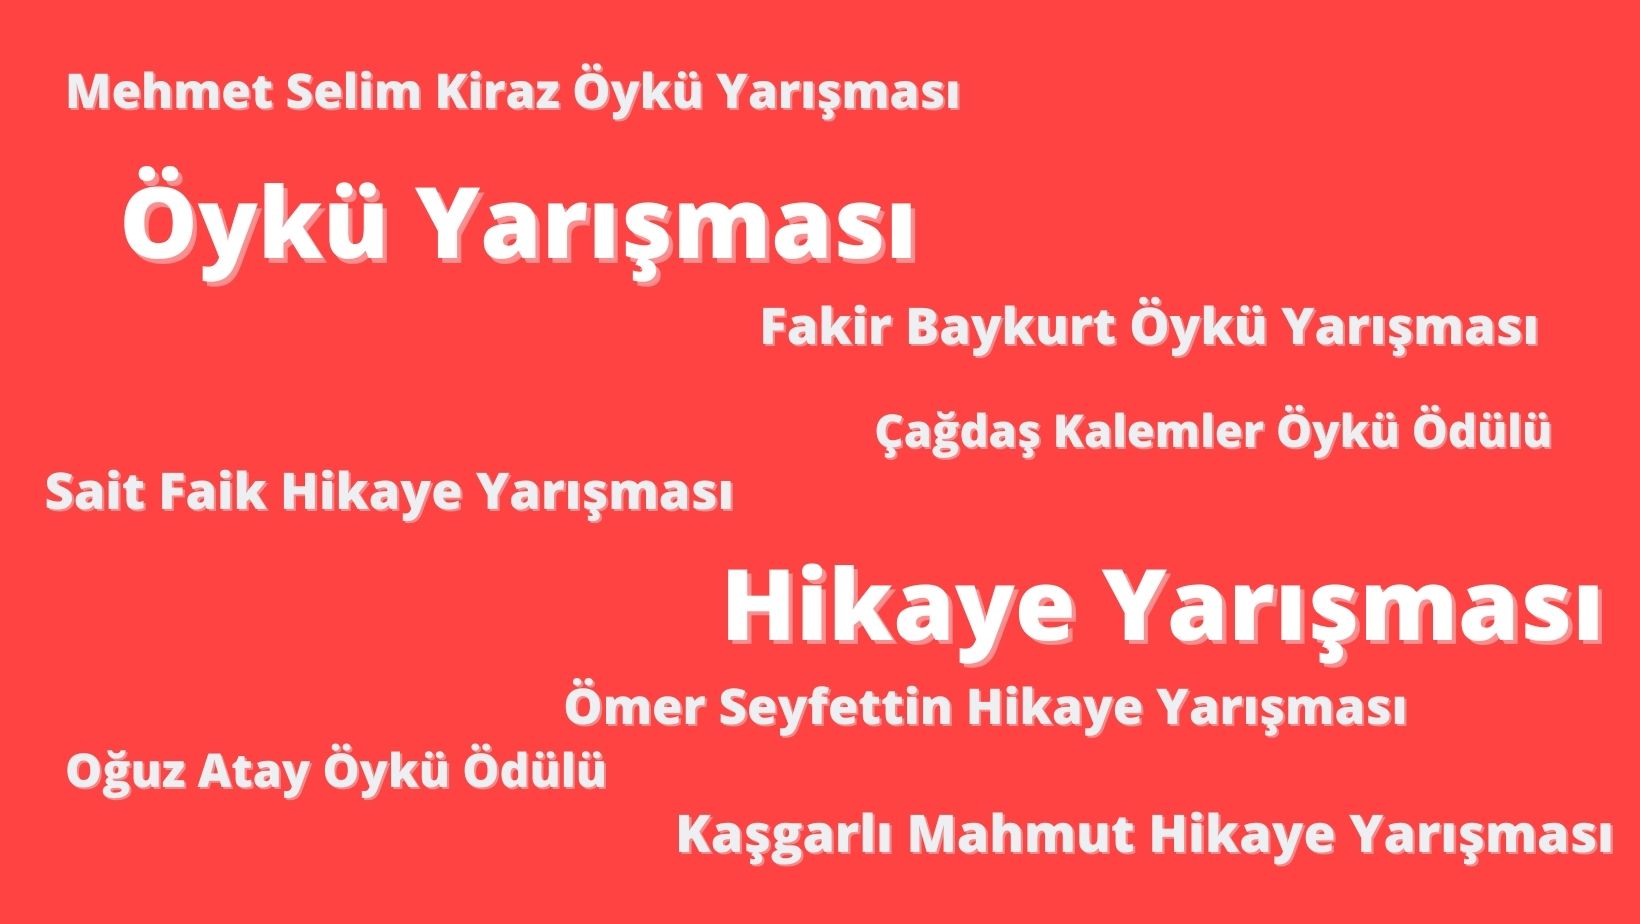 Mehmet Selim Kiraz Öykü Yarışması
Öykü Yarışması
Fakir Baykurt Öykü Yarışması
Çağdaş Kalemler Öykü Ödülü
Sait Faik Hikaye Yarışması
Hikaye Yarışması
Ömer Seyfettin Hikaye Yarışması
Oğuz Atay Öykü Ödülü
Kaşgarlı Mahmut Hikaye Yarışması